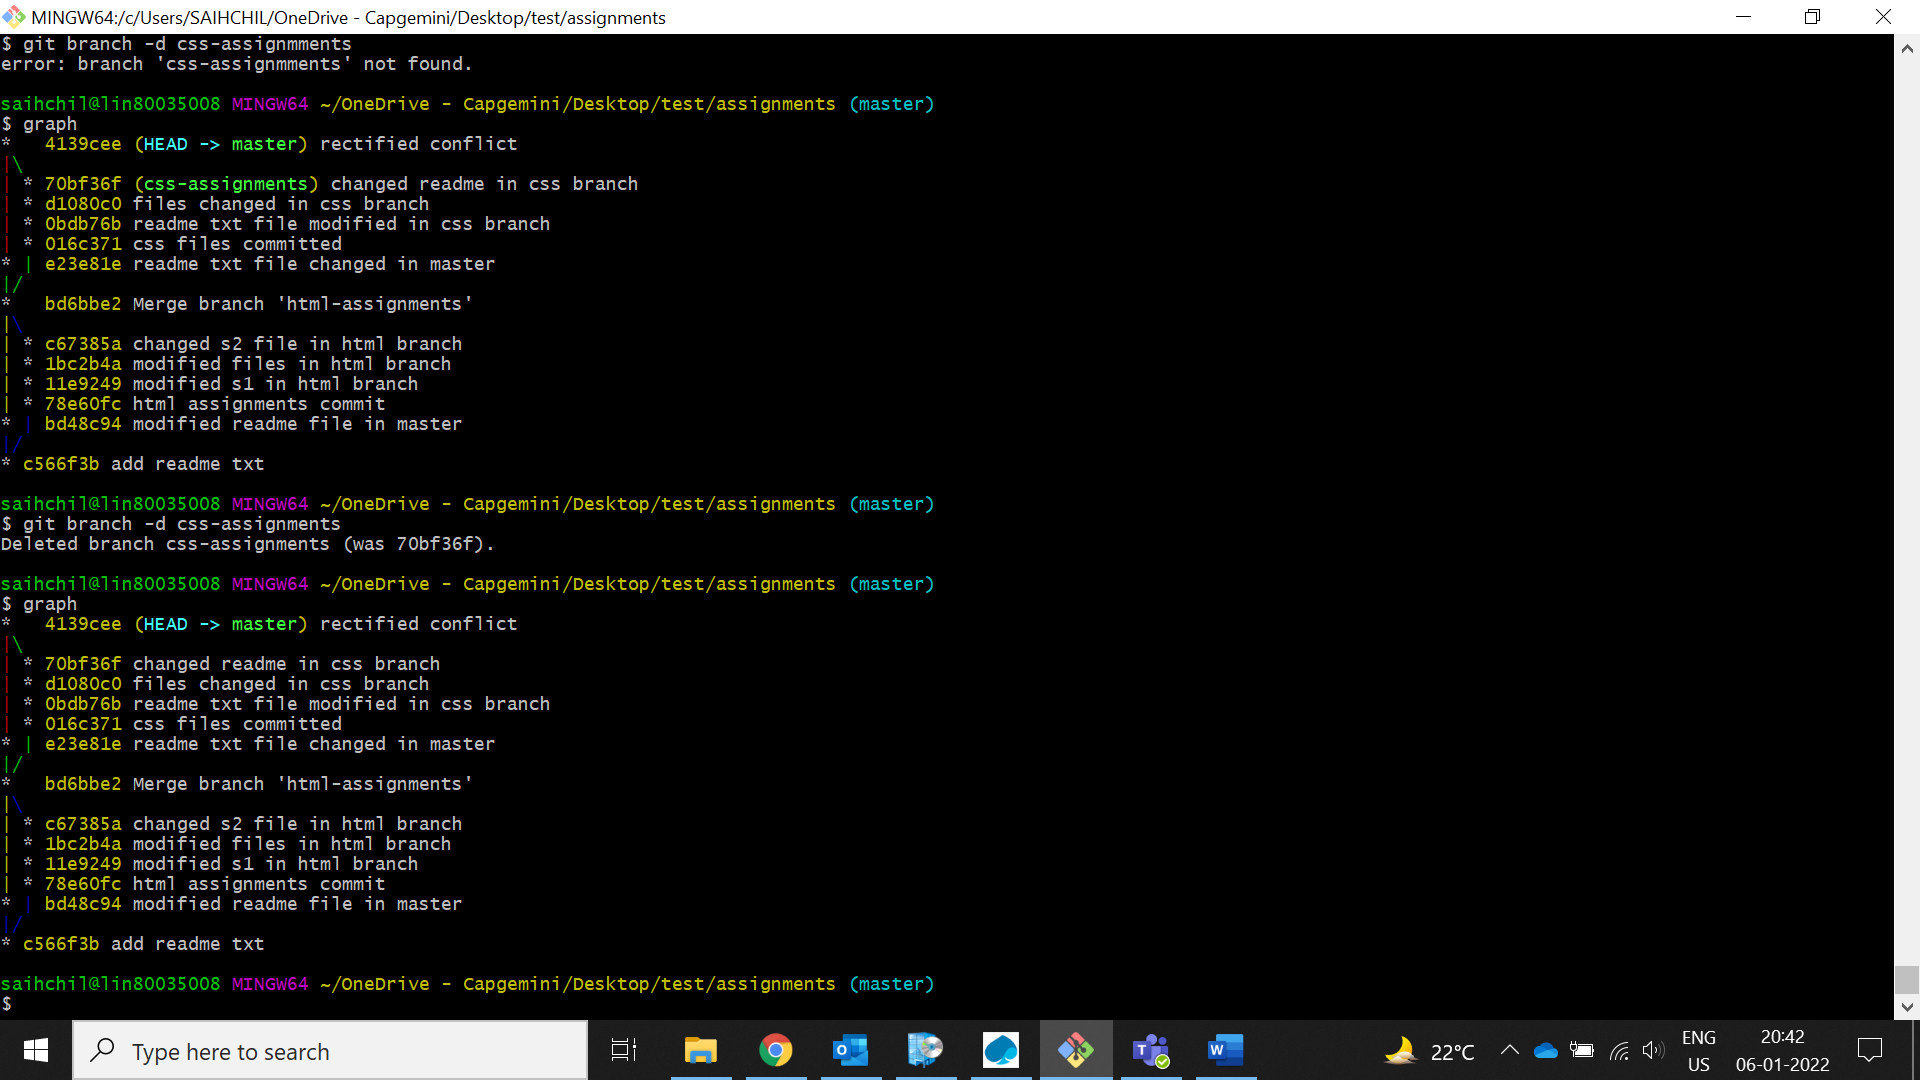 MINGW64:/c/Users/SAIHCHIL/OneDrive - Capgemini/Desktop/test/assignments
$ git branch -d css-assignmments
error: branch 'css-assignmments' not found.
saihchil@lin80035008 MINGW64 ~/OneDrive - Capgemini/Desktop/test/assignments (master)
$ graph
*   4139cee (HEAD -> master) rectified conflict
|\
| * 70bf36f (css-assignments) changed readme in css branch
| * d1080c0 files changed in css branch
| * 0bdb76b readme txt file modified in css branch
| * 016c371 css files committed
* | e23e81e readme txt file changed in master
|/
*   bd6bbe2 Merge branch 'html-assignments'
|\
| * c67385a changed s2 file in html branch
| * 1bc2b4a modified files in html branch
| * 11e9249 modified s1 in html branch
| * 78e60fc html assignments commit
* | bd48c94 modified readme file in master
|/
* c566f3b add readme txt
saihchil@lin80035008 MINGW64 ~/OneDrive - Capgemini/Desktop/test/assignments (master)
$ git branch -d css-assignments
Deleted branch css-assignments (was 70bf36f).
saihchil@lin80035008 MINGW64 ~/OneDrive - Capgemini/Desktop/test/assignments (master)
$ graph
*   4139cee (HEAD -> master) rectified conflict
|\
| * 70bf36f changed readme in css branch
| * d1080c0 files changed in css branch
| * 0bdb76b readme txt file modified in css branch
| * 016c371 css files committed
* | e23e81e readme txt file changed in master
|/
*   bd6bbe2 Merge branch 'html-assignments'
|\
| * c67385a changed s2 file in html branch
| * 1bc2b4a modified files in html branch
| * 11e9249 modified s1 in html branch
| * 78e60fc html assignments commit
* | bd48c94 modified readme file in master
|/
* c566f3b add readme txt
saihchil@lin80035008 MINGW64 ~/OneDrive - Capgemini/Desktop/test/assignments (master)
$
Type here to search
22°C
ENG
US
20:42
06-01-2022